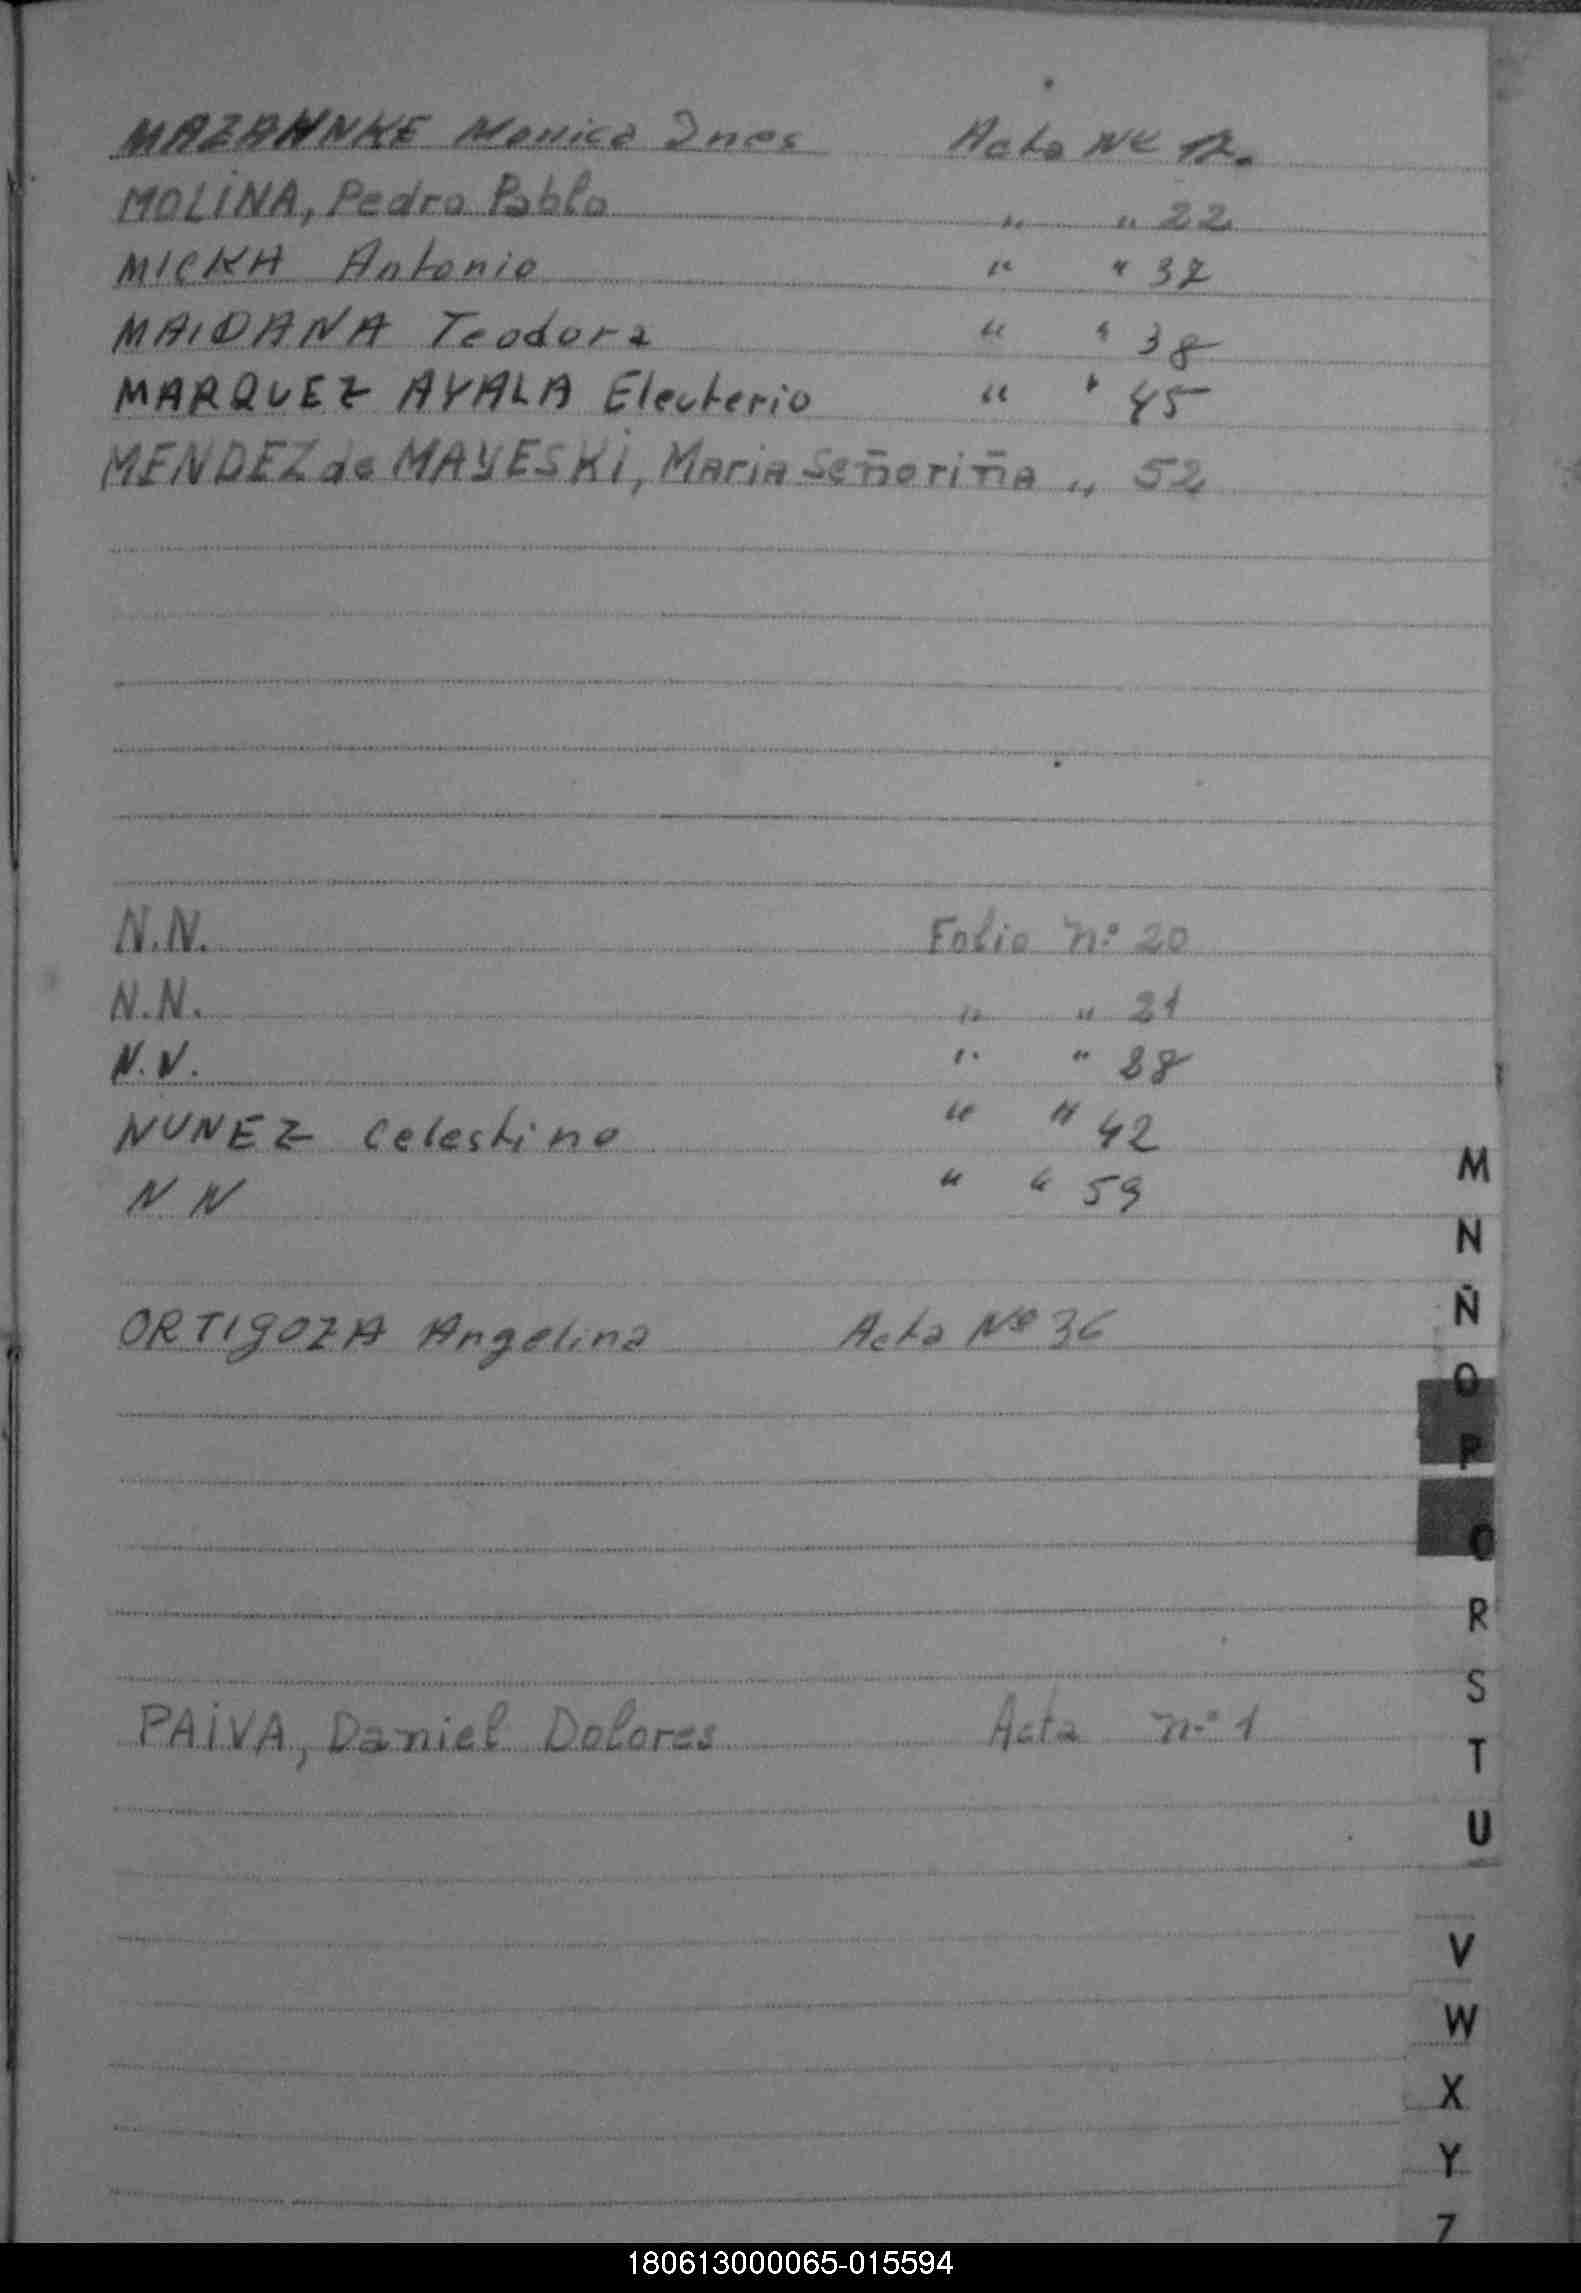 MAZAHNKE Monica Ines Acta Nº 12.
MOLINA, Pedro Pablo " " 22
MICKA Antonio " " 37
MAIDANA Teodora " " 38
MARQUEZ AYALA Eleuterio " " 45
MENDEZ de MAYESKI, Maria Señoriña " 52
N.N. Folio nº 20
N.N. " " 21
N.N. " " 28
NUNEZ Celestino " " 42
N N " " 59
ORTIGOZA Angelina Acta Nº 36
PAIVA, Daniel Dolores Acta nº 1
M
N
Ñ
O
P
Q
R
S
T
U
V
W
X
Y
Z
180613000065-015594